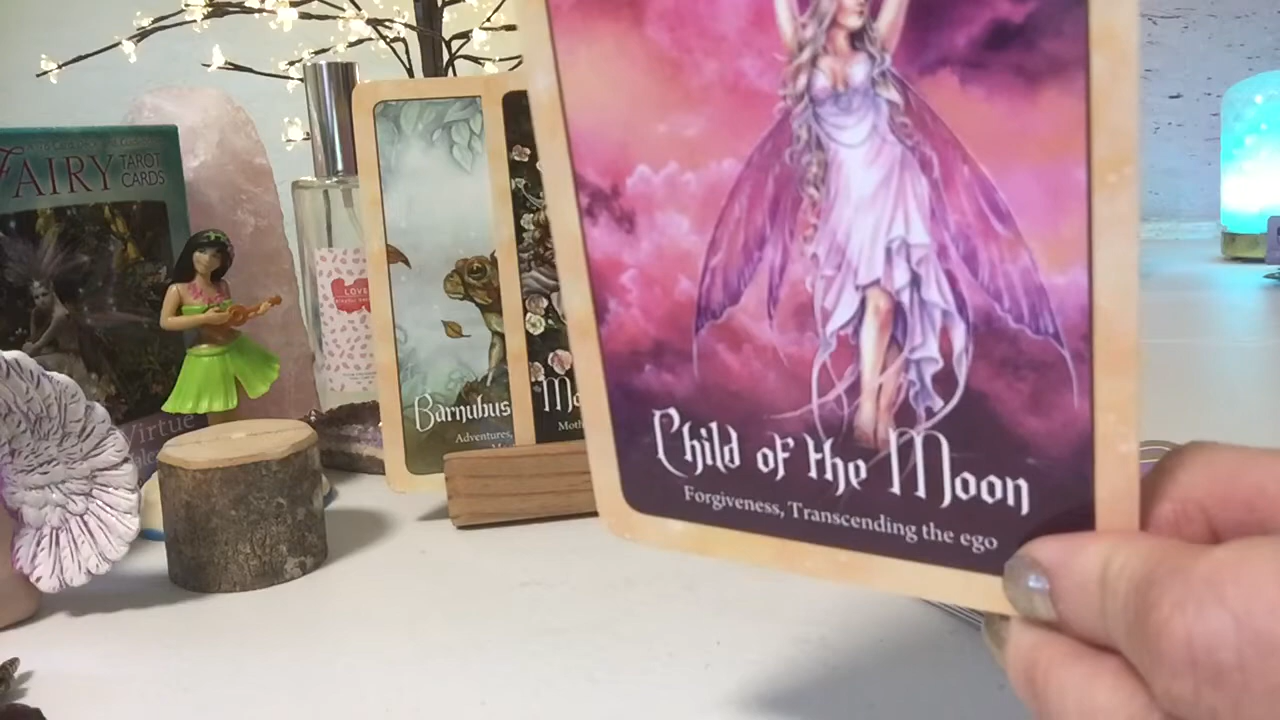 FAIRY
TAROT
CARDS
Virtue
LOVE
Barnubus
Adventures,
Child of the Moon
Forgiveness, Transcending the ego